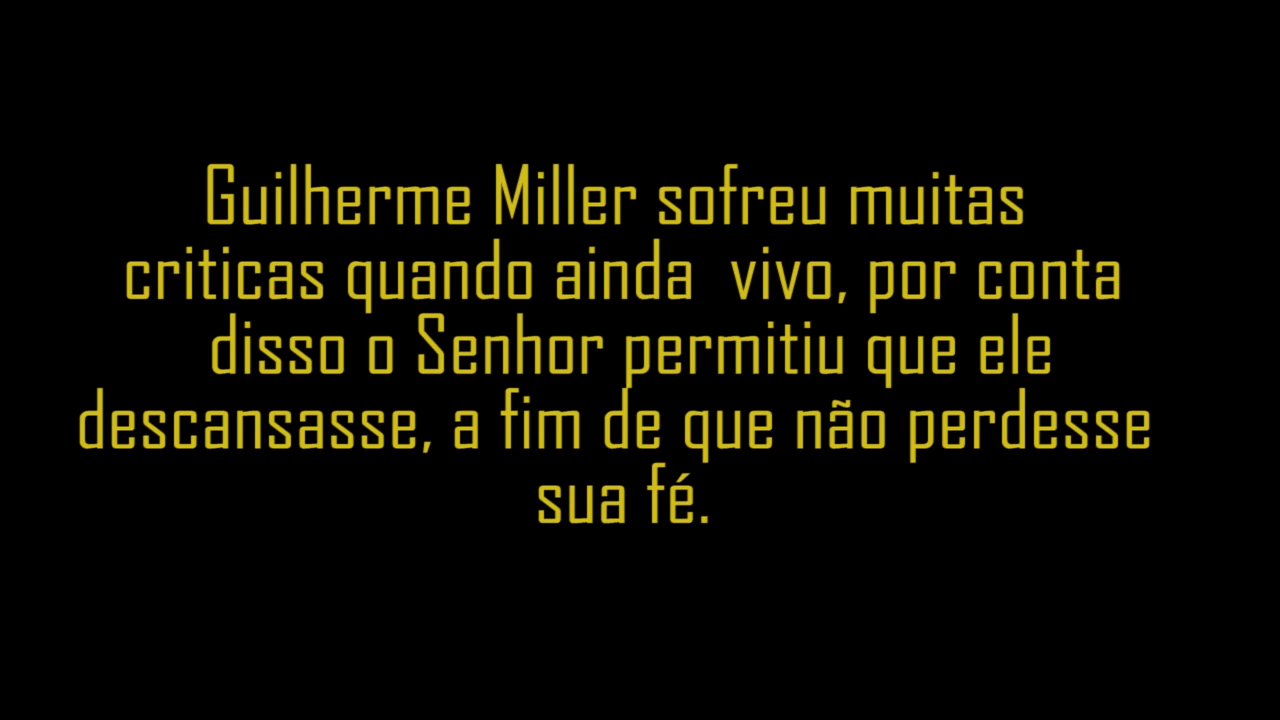 Guilherme Miller sofreu muitas
criticas quando ainda  vivo, por conta
disso o Senhor permitiu que ele
descansasse, a fim de que não perdesse
sua fé.